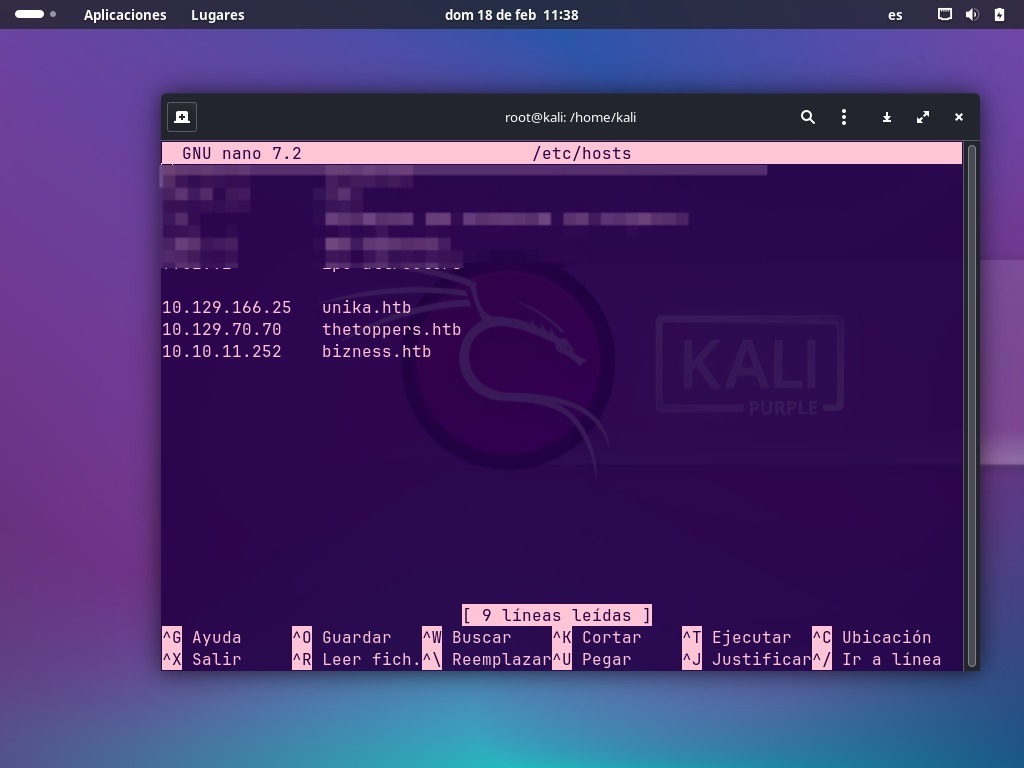 Aplicaciones Lugares dom 18 de feb 11:38 es
root@kali: /home/kali
GNU nano 7.2 /etc/hosts
10.129.166.25 unika.htb
10.129.70.70 thetoppers.htb
10.10.11.252 bizness.htb
KALI
PURPLE
[ 9 líneas leídas ]
^G Ayuda ^O Guardar ^W Buscar ^K Cortar ^T Ejecutar ^C Ubicación
^X Salir ^R Leer fich. ^\ Reemplazar ^U Pegar ^J Justificar ^/ Ir a línea